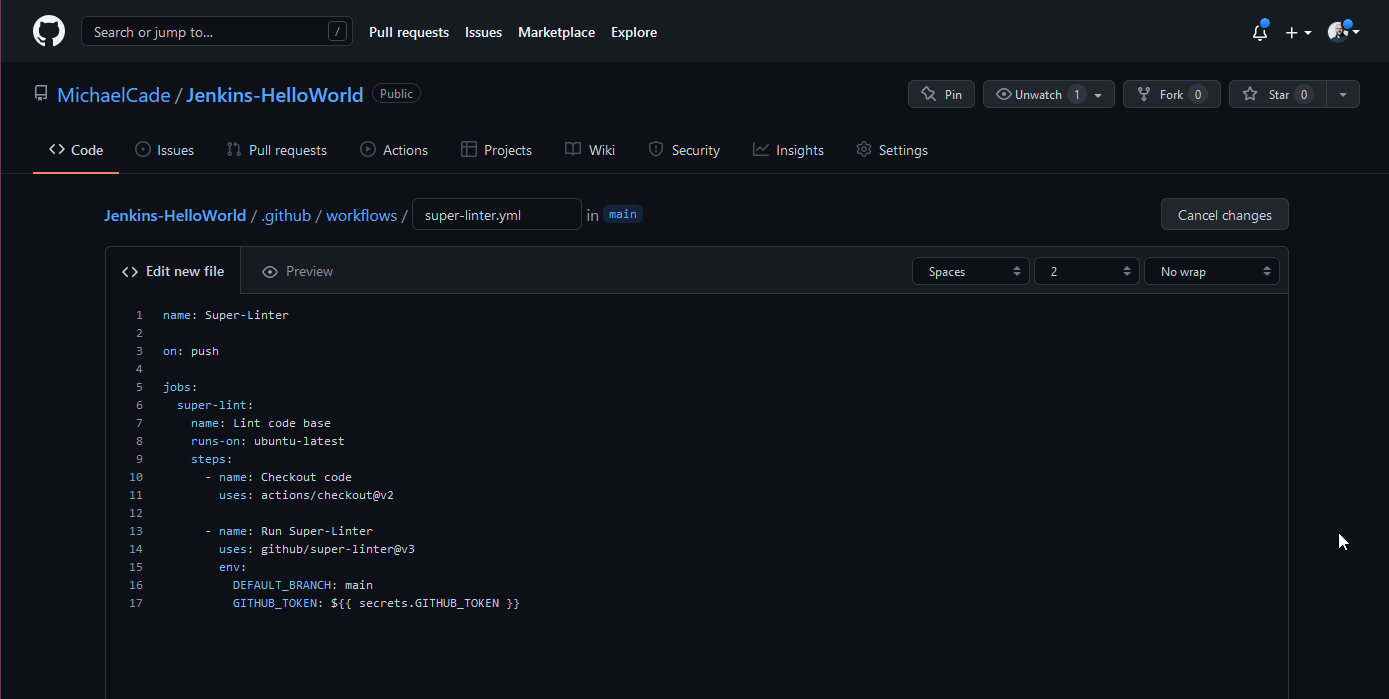 Search or jump to... /
Pull requests Issues Marketplace Explore
MichaelCade / Jenkins-HelloWorld Public
Pin Unwatch 1 Fork 0 Star 0
Code Issues Pull requests Actions Projects Wiki Security Insights Settings
Jenkins-HelloWorld / .github / workflows / super-linter.yml in main
Cancel changes
<> Edit new file Preview Spaces 2 No wrap
1 name: Super-Linter
2
3 on: push
4
5 jobs:
6   super-lint:
7     name: Lint code base
8     runs-on: ubuntu-latest
9     steps:
10       - name: Checkout code
11         uses: actions/checkout@v2
12
13       - name: Run Super-Linter
14         uses: github/super-linter@v3
15         env:
16           DEFAULT_BRANCH: main
17           GITHUB_TOKEN: ${{ secrets.GITHUB_TOKEN }}